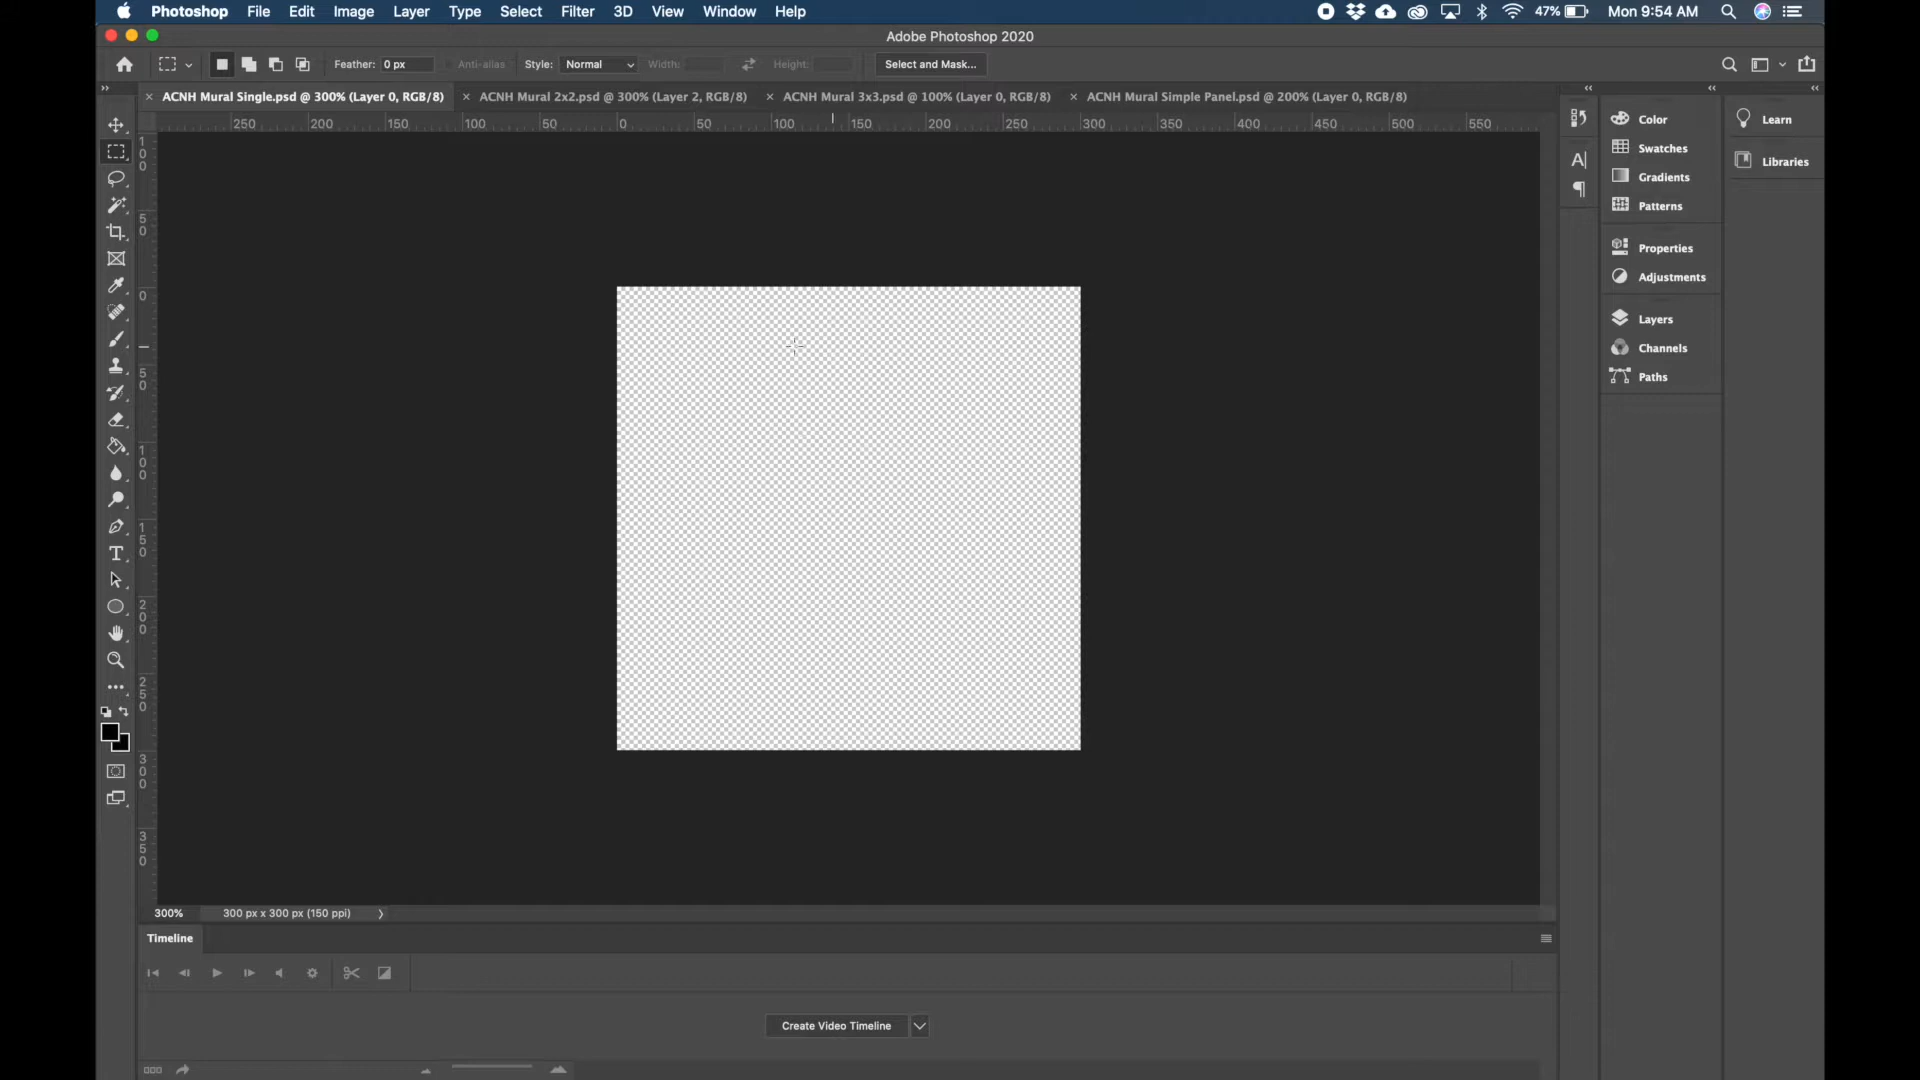 Photoshop File Edit Image Layer Type Select Filter 3D View Window Help 47% Mon 9:54 AM
Adobe Photoshop 2020
Feather: 0 px Anti-alias Style: Normal Width: Height: Select and Mask...
ACNH Mural Single.psd @ 300% (Layer 0, RGB/8) ACNH Mural 2x2.psd @ 300% (Layer 2, RGB/8) ACNH Mural 3x3.psd @ 100% (Layer 0, RGB/8) ACNH Mural Simple Panel.psd @ 200% (Layer 0, RGB/8)
250 200 150 100 50 0 50 100 150 200 250 300 350 400 450 500 550
100
50
0
50
100
150
200
250
300
350
Color
Swatches
Gradients
Patterns
Properties
Adjustments
Layers
Channels
Paths
Learn
Libraries
300% 300 px x 300 px (150 ppi)
Timeline
Create Video Timeline